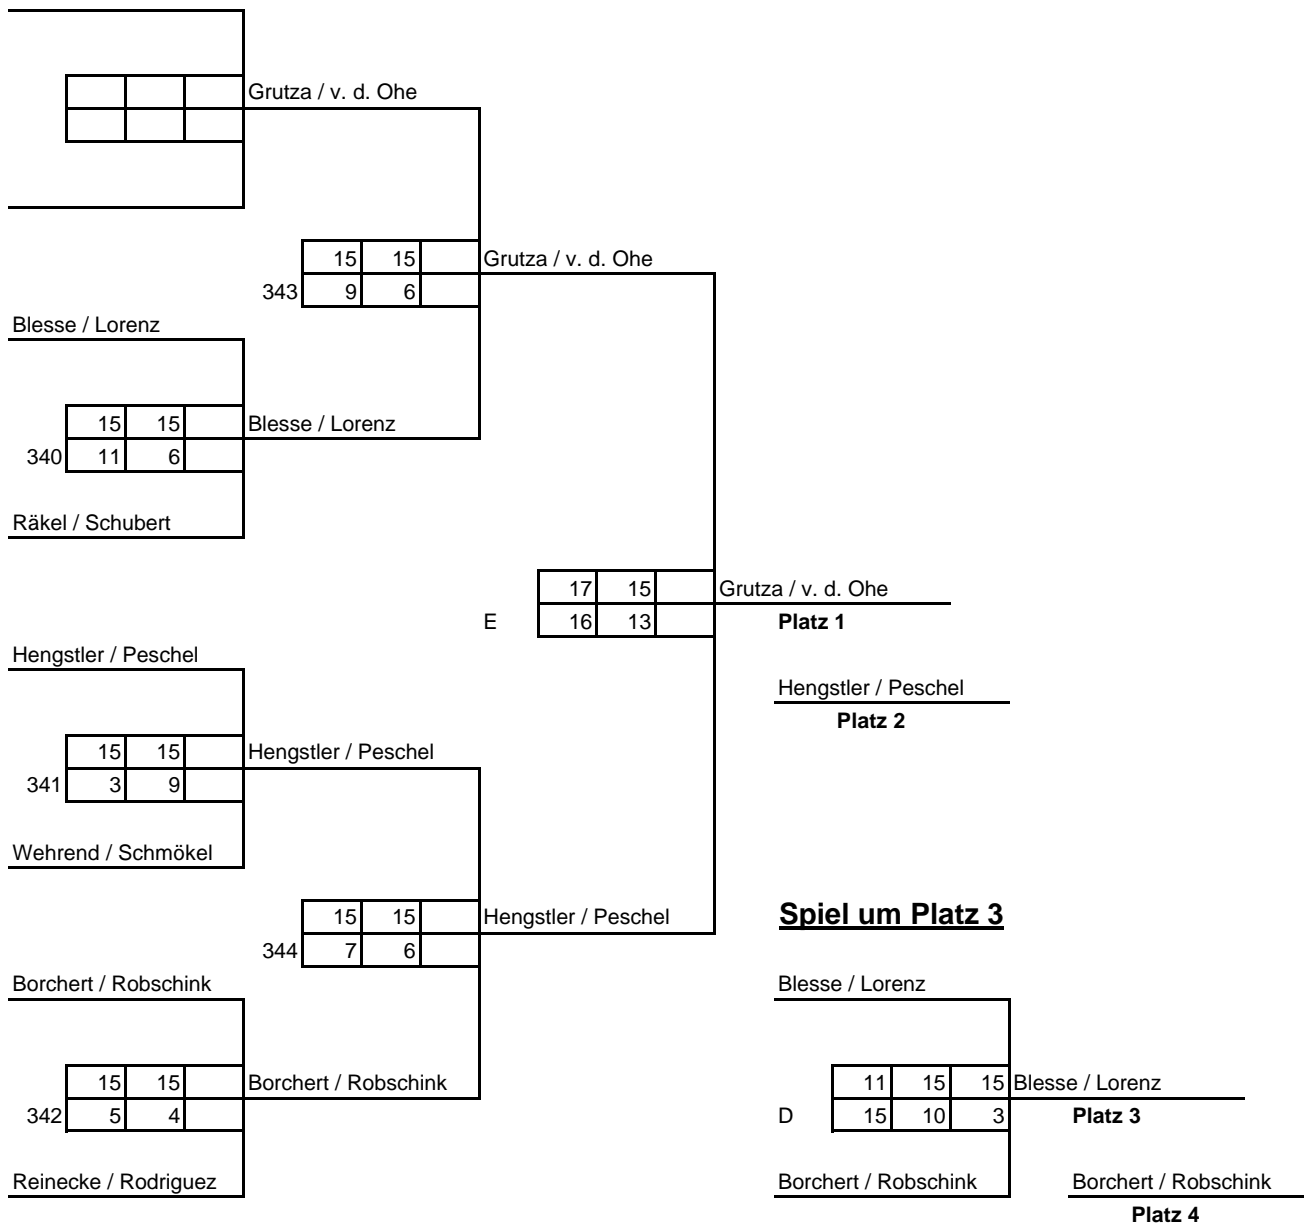 Grutza / v. d. Ohe
15 15 Grutza / v. d. Ohe
343 9 6
Blesse / Lorenz
15 15 Blesse / Lorenz
340 11 6
Räkel / Schubert
17 15 Grutza / v. d. Ohe
E 16 13 Platz 1
Hengstler / Peschel
Hengstler / Peschel
Platz 2
15 15 Hengstler / Peschel
341 3 9
Wehrend / Schmökel
15 15 Hengstler / Peschel Spiel um Platz 3
344 7 6
Borchert / Robschink Blesse / Lorenz
15 15 Borchert / Robschink 11 15 15 Blesse / Lorenz
342 5 4 D 15 10 3 Platz 3
Reinecke / Rodriguez Borchert / Robschink Borchert / Robschink
Platz 4